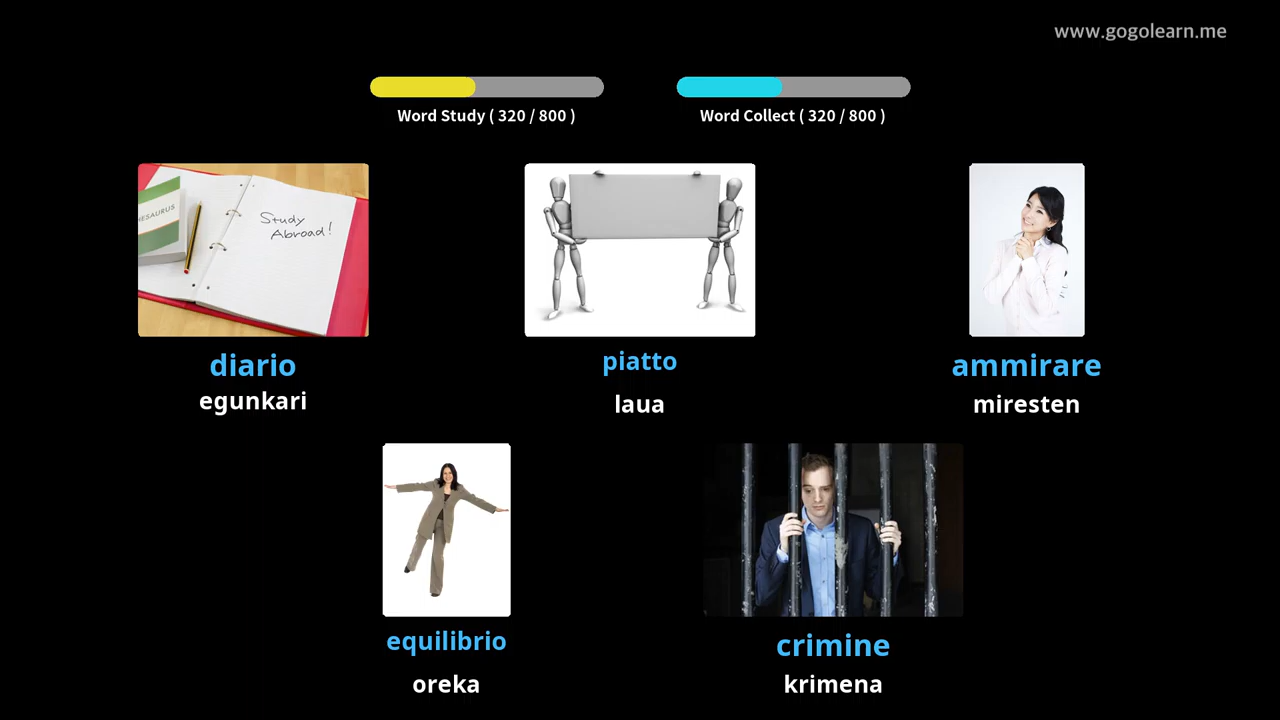 www.gogolearn.me
Word Study ( 320 / 800 )
Word Collect ( 320 / 800 )
HESAURUS
Study
Abroad!
diario
egunkari
piatto
laua
ammirare
miresten
equilibrio
oreka
crimine
krimena